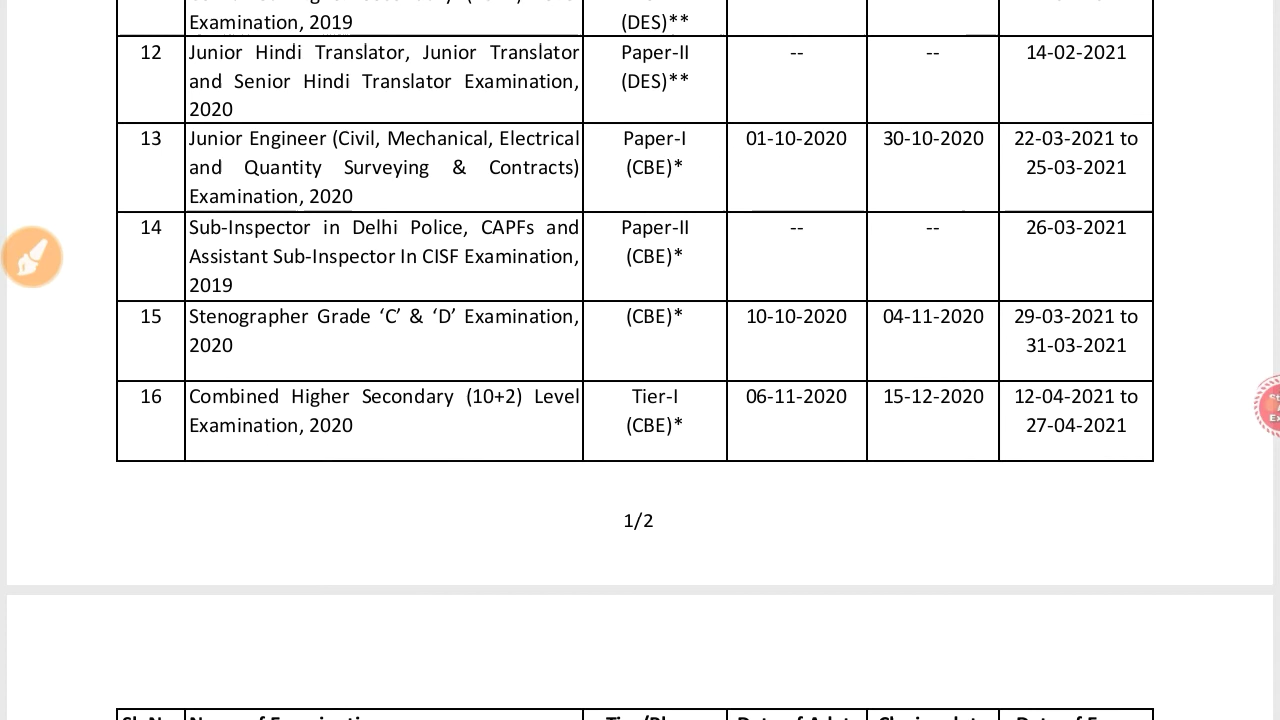 Examination, 2019 (DES)**
12 Junior Hindi Translator, Junior Translator Paper-II -- -- 14-02-2021
and Senior Hindi Translator Examination, (DES)**
2020
13 Junior Engineer (Civil, Mechanical, Electrical Paper-I 01-10-2020 30-10-2020 22-03-2021 to
and Quantity Surveying & Contracts) (CBE)* 25-03-2021
Examination, 2020
14 Sub-Inspector in Delhi Police, CAPFs and Paper-II -- -- 26-03-2021
Assistant Sub-Inspector In CISF Examination, (CBE)*
2019
15 Stenographer Grade ‘C’ & ‘D’ Examination, (CBE)* 10-10-2020 04-11-2020 29-03-2021 to
2020 31-03-2021
16 Combined Higher Secondary (10+2) Level Tier-I 06-11-2020 15-12-2020 12-04-2021 to
Examination, 2020 (CBE)* 27-04-2021
1/2